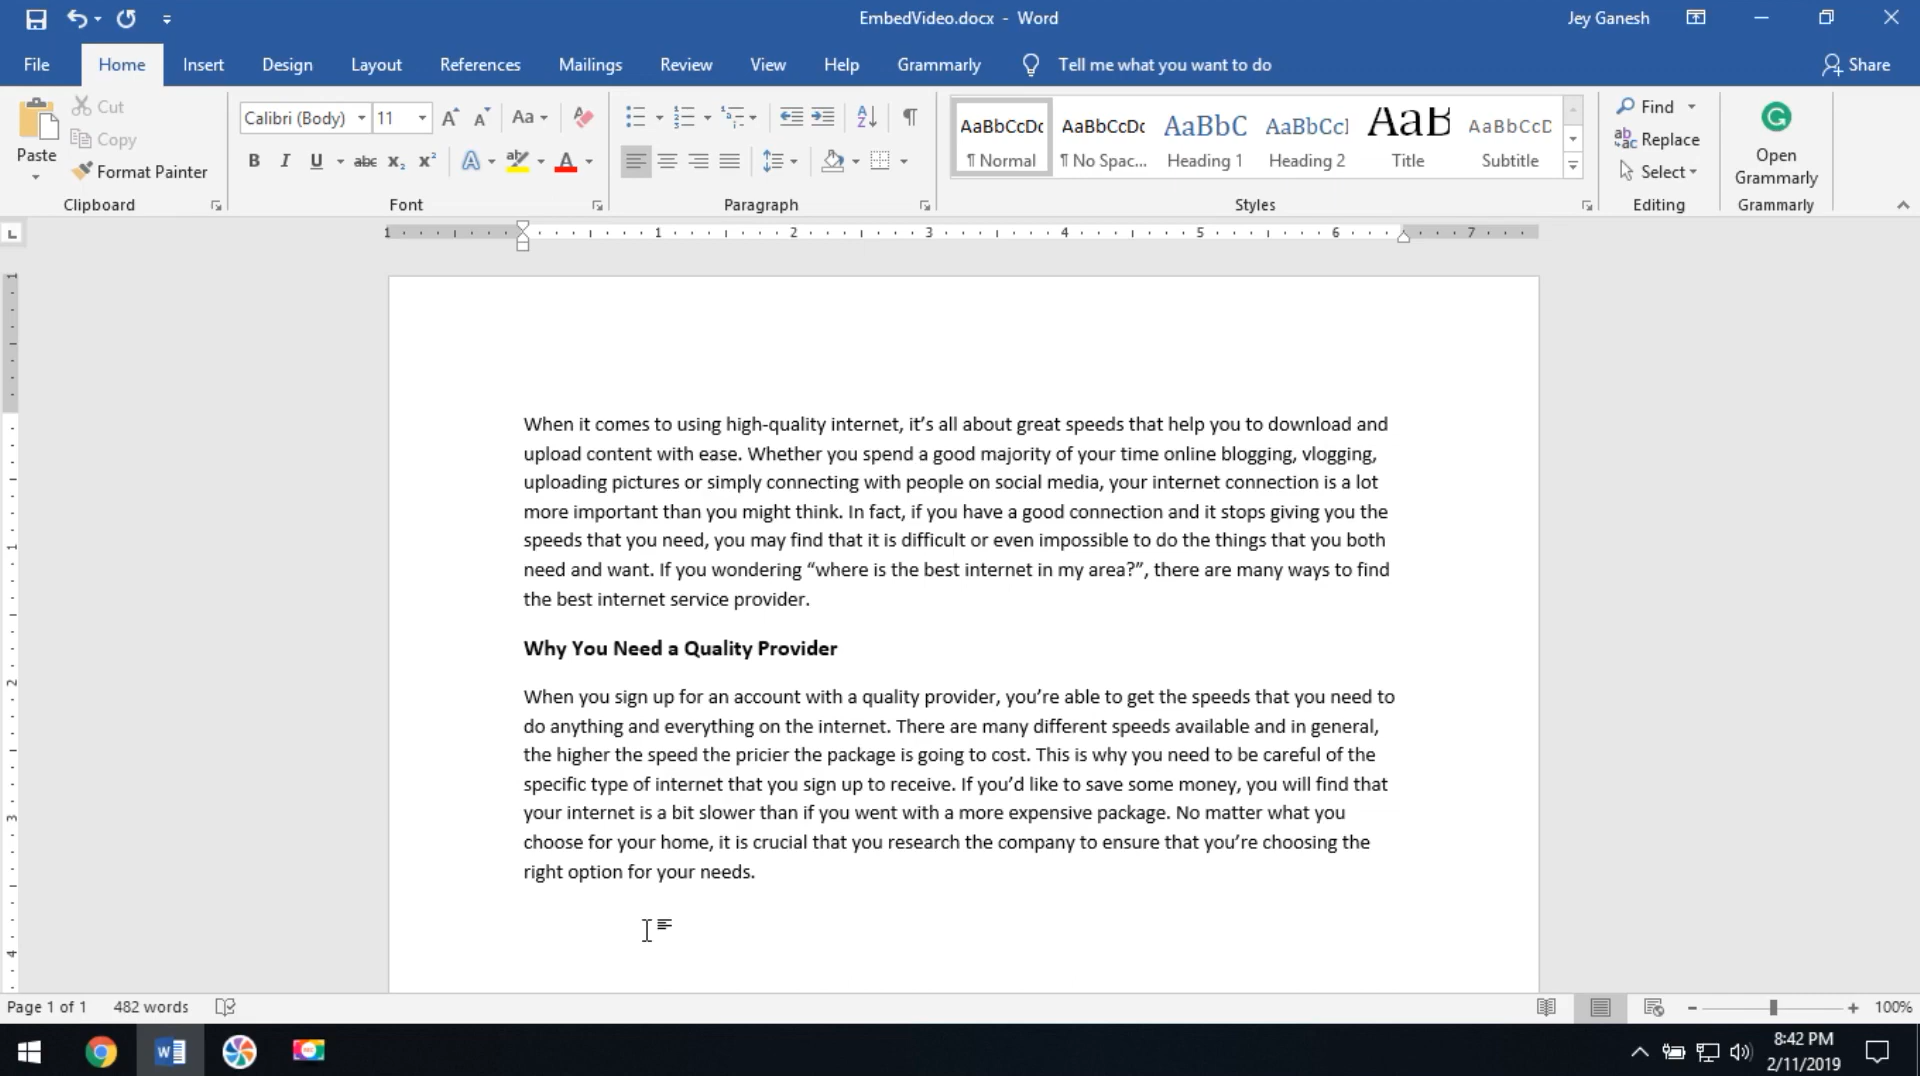 EmbedVideo.docx - Word
Jey Ganesh
File Home Insert Design Layout References Mailings Review View Help Grammarly Tell me what you want to do Share
Paste
Cut
Copy
Format Painter
Clipboard
Calibri (Body) 11
Font
Paragraph
AaBbCcDc AaBbCcDc AaBbC AaBbCcI AaB AaBbCcD
¶ Normal ¶ No Spac... Heading 1 Heading 2 Title Subtitle
Styles
Find
Replace
Select
Editing
Open
Grammarly
Grammarly
1 1 2 3 4 5 6 7
When it comes to using high-quality internet, it’s all about great speeds that help you to download and
upload content with ease. Whether you spend a good majority of your time online blogging, vlogging,
uploading pictures or simply connecting with people on social media, your internet connection is a lot
more important than you might think. In fact, if you have a good connection and it stops giving you the
speeds that you need, you may find that it is difficult or even impossible to do the things that you both
need and want. If you wondering “where is the best internet in my area?”, there are many ways to find
the best internet service provider.
Why You Need a Quality Provider
When you sign up for an account with a quality provider, you’re able to get the speeds that you need to
do anything and everything on the internet. There are many different speeds available and in general,
the higher the speed the pricier the package is going to cost. This is why you need to be careful of the
specific type of internet that you sign up to receive. If you’d like to save some money, you will find that
your internet is a bit slower than if you went with a more expensive package. No matter what you
choose for your home, it is crucial that you research the company to ensure that you’re choosing the
right option for your needs.
Page 1 of 1 482 words 100%
8:42 PM
2/11/2019